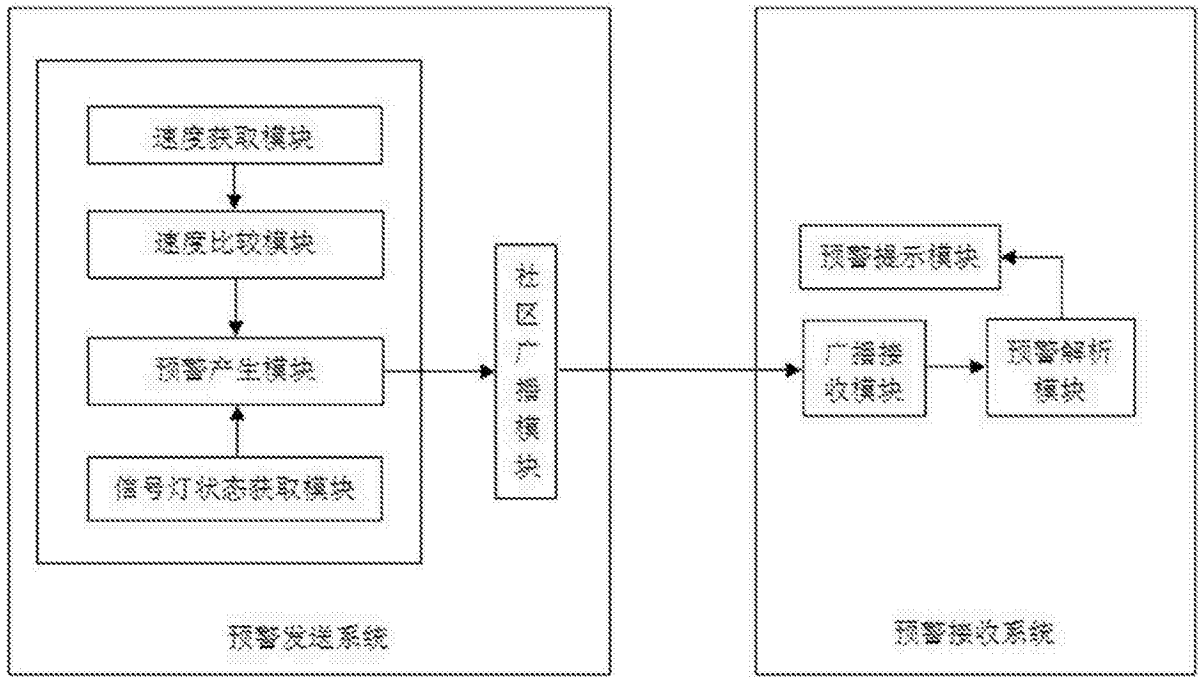 速度获取模块
速度比较模块
预警产生模块
信号灯状态获取模块
社
区
广
播
模
块
预警发送系统
预警提示模块
广播接
收模块
预警解析
模块
预警接收系统